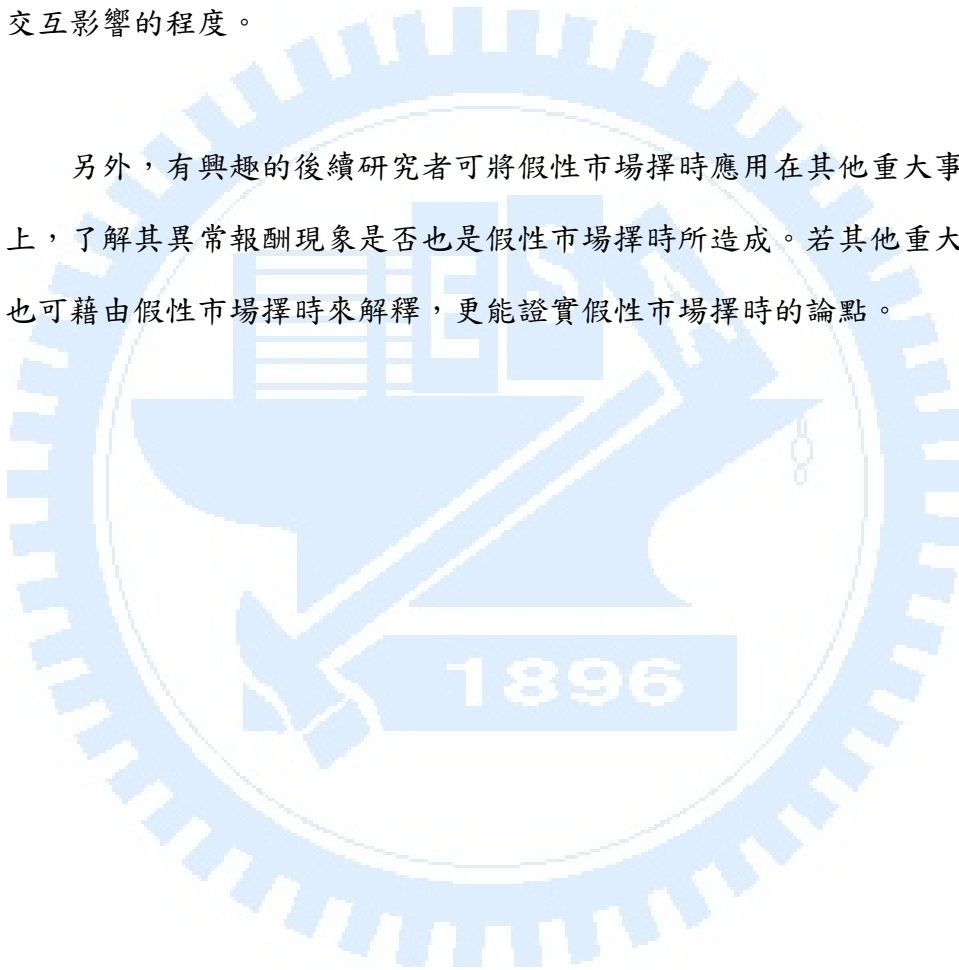 交互影響的程度。
另外，有興趣的後續研究者可將假性市場擇時應用在其他重大事
上，了解其異常報酬現象是否也是假性市場擇時所造成。若其他重大
也可藉由假性市場擇時來解釋，更能證實假性市場擇時的論點。
E S A
1896